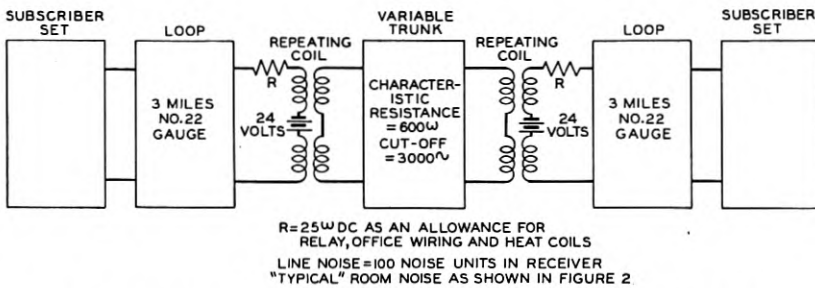 SUBSCRIBER
SET
LOOP
REPEATING
COIL
VARIABLE
TRUNK
REPEATING
COIL
LOOP
SUBSCRIBER
SET
R
R
3 MILES
NO.22
GAUGE
24
VOLTS
CHARACTER-
ISTIC
RESISTANCE
=600ω
CUT-OFF
=3000~
24
VOLTS
3 MILES
NO.22
GAUGE
R=25ω DC AS AN ALLOWANCE FOR
RELAY, OFFICE WIRING AND HEAT COILS
LINE NOISE=100 NOISE UNITS IN RECEIVER
"TYPICAL" ROOM NOISE AS SHOWN IN FIGURE 2